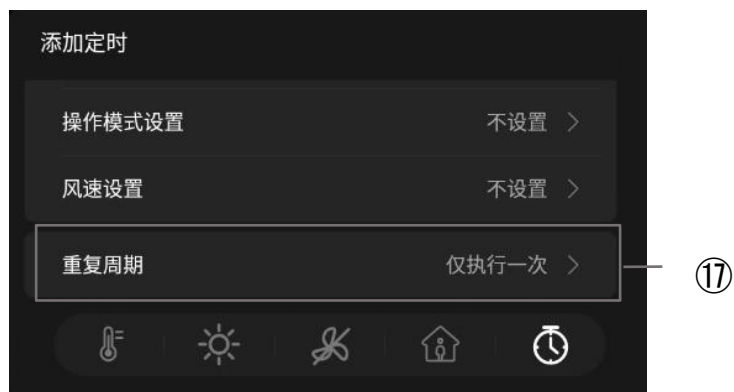 添加定时
操作模式设置 不设置 >
风速设置 不设置 >
重复周期 仅执行一次 >
⑰